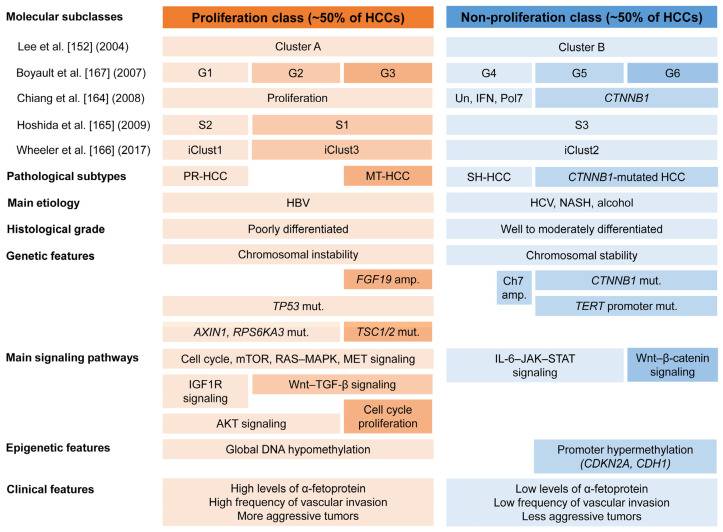 Molecular subclasses Proliferation class (~50% of HCCs) Non-proliferation class (~50% of HCCs)
Lee et al. [152] (2004) Cluster A Cluster B
Boyault et al. [167] (2007) G1 G2 G3 G4 G5 G6
Chiang et al. [164] (2008) Proliferation Un, IFN, Pol7 CTNNB1
Hoshida et al. [165] (2009) S2 S1 S3
Wheeler et al. [166] (2017) iClust1 iClust3 iClust2
Pathological subtypes PR-HCC MT-HCC SH-HCC CTNNB1-mutated HCC
Main etiology HBV HCV, NASH, alcohol
Histological grade Poorly differentiated Well to moderately differentiated
Genetic features Chromosomal instability Chromosomal stability
FGF19 amp. Ch7 amp. CTNNB1 mut.
TP53 mut. TERT promoter mut.
AXIN1, RPS6KA3 mut. TSC1/2 mut.
Main signaling pathways Cell cycle, mTOR, RAS–MAPK, MET signaling IL-6–JAK–STAT signaling Wnt–β-catenin signaling
IGF1R signaling Wnt–TGF-β signaling
AKT signaling Cell cycle proliferation
Epigenetic features Global DNA hypomethylation Promoter hypermethylation
(CDKN2A, CDH1)
Clinical features High levels of α-fetoprotein Low levels of α-fetoprotein
High frequency of vascular invasion Low frequency of vascular invasion
More aggressive tumors Less aggressive tumors